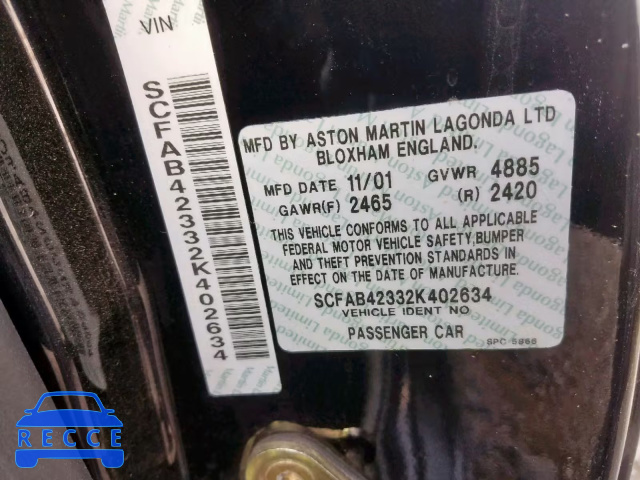 VIN
SCFAB42332K402634
MFD BY ASTON MARTIN LAGONDA LTD
BLOXHAM ENGLAND.
MFD DATE 11/01 GVWR 4885
GAWR(F) 2465 (R) 2420
THIS VEHICLE CONFORMS TO ALL APPLICABLE
FEDERAL MOTOR VEHICLE SAFETY, BUMPER
AND THEFT PREVENTION STANDARDS IN
EFFECT ON THE DATE OF MANUFACTURE.
SCFAB42332K402634
VEHICLE IDENT NO
PASSENGER CAR
RECCE